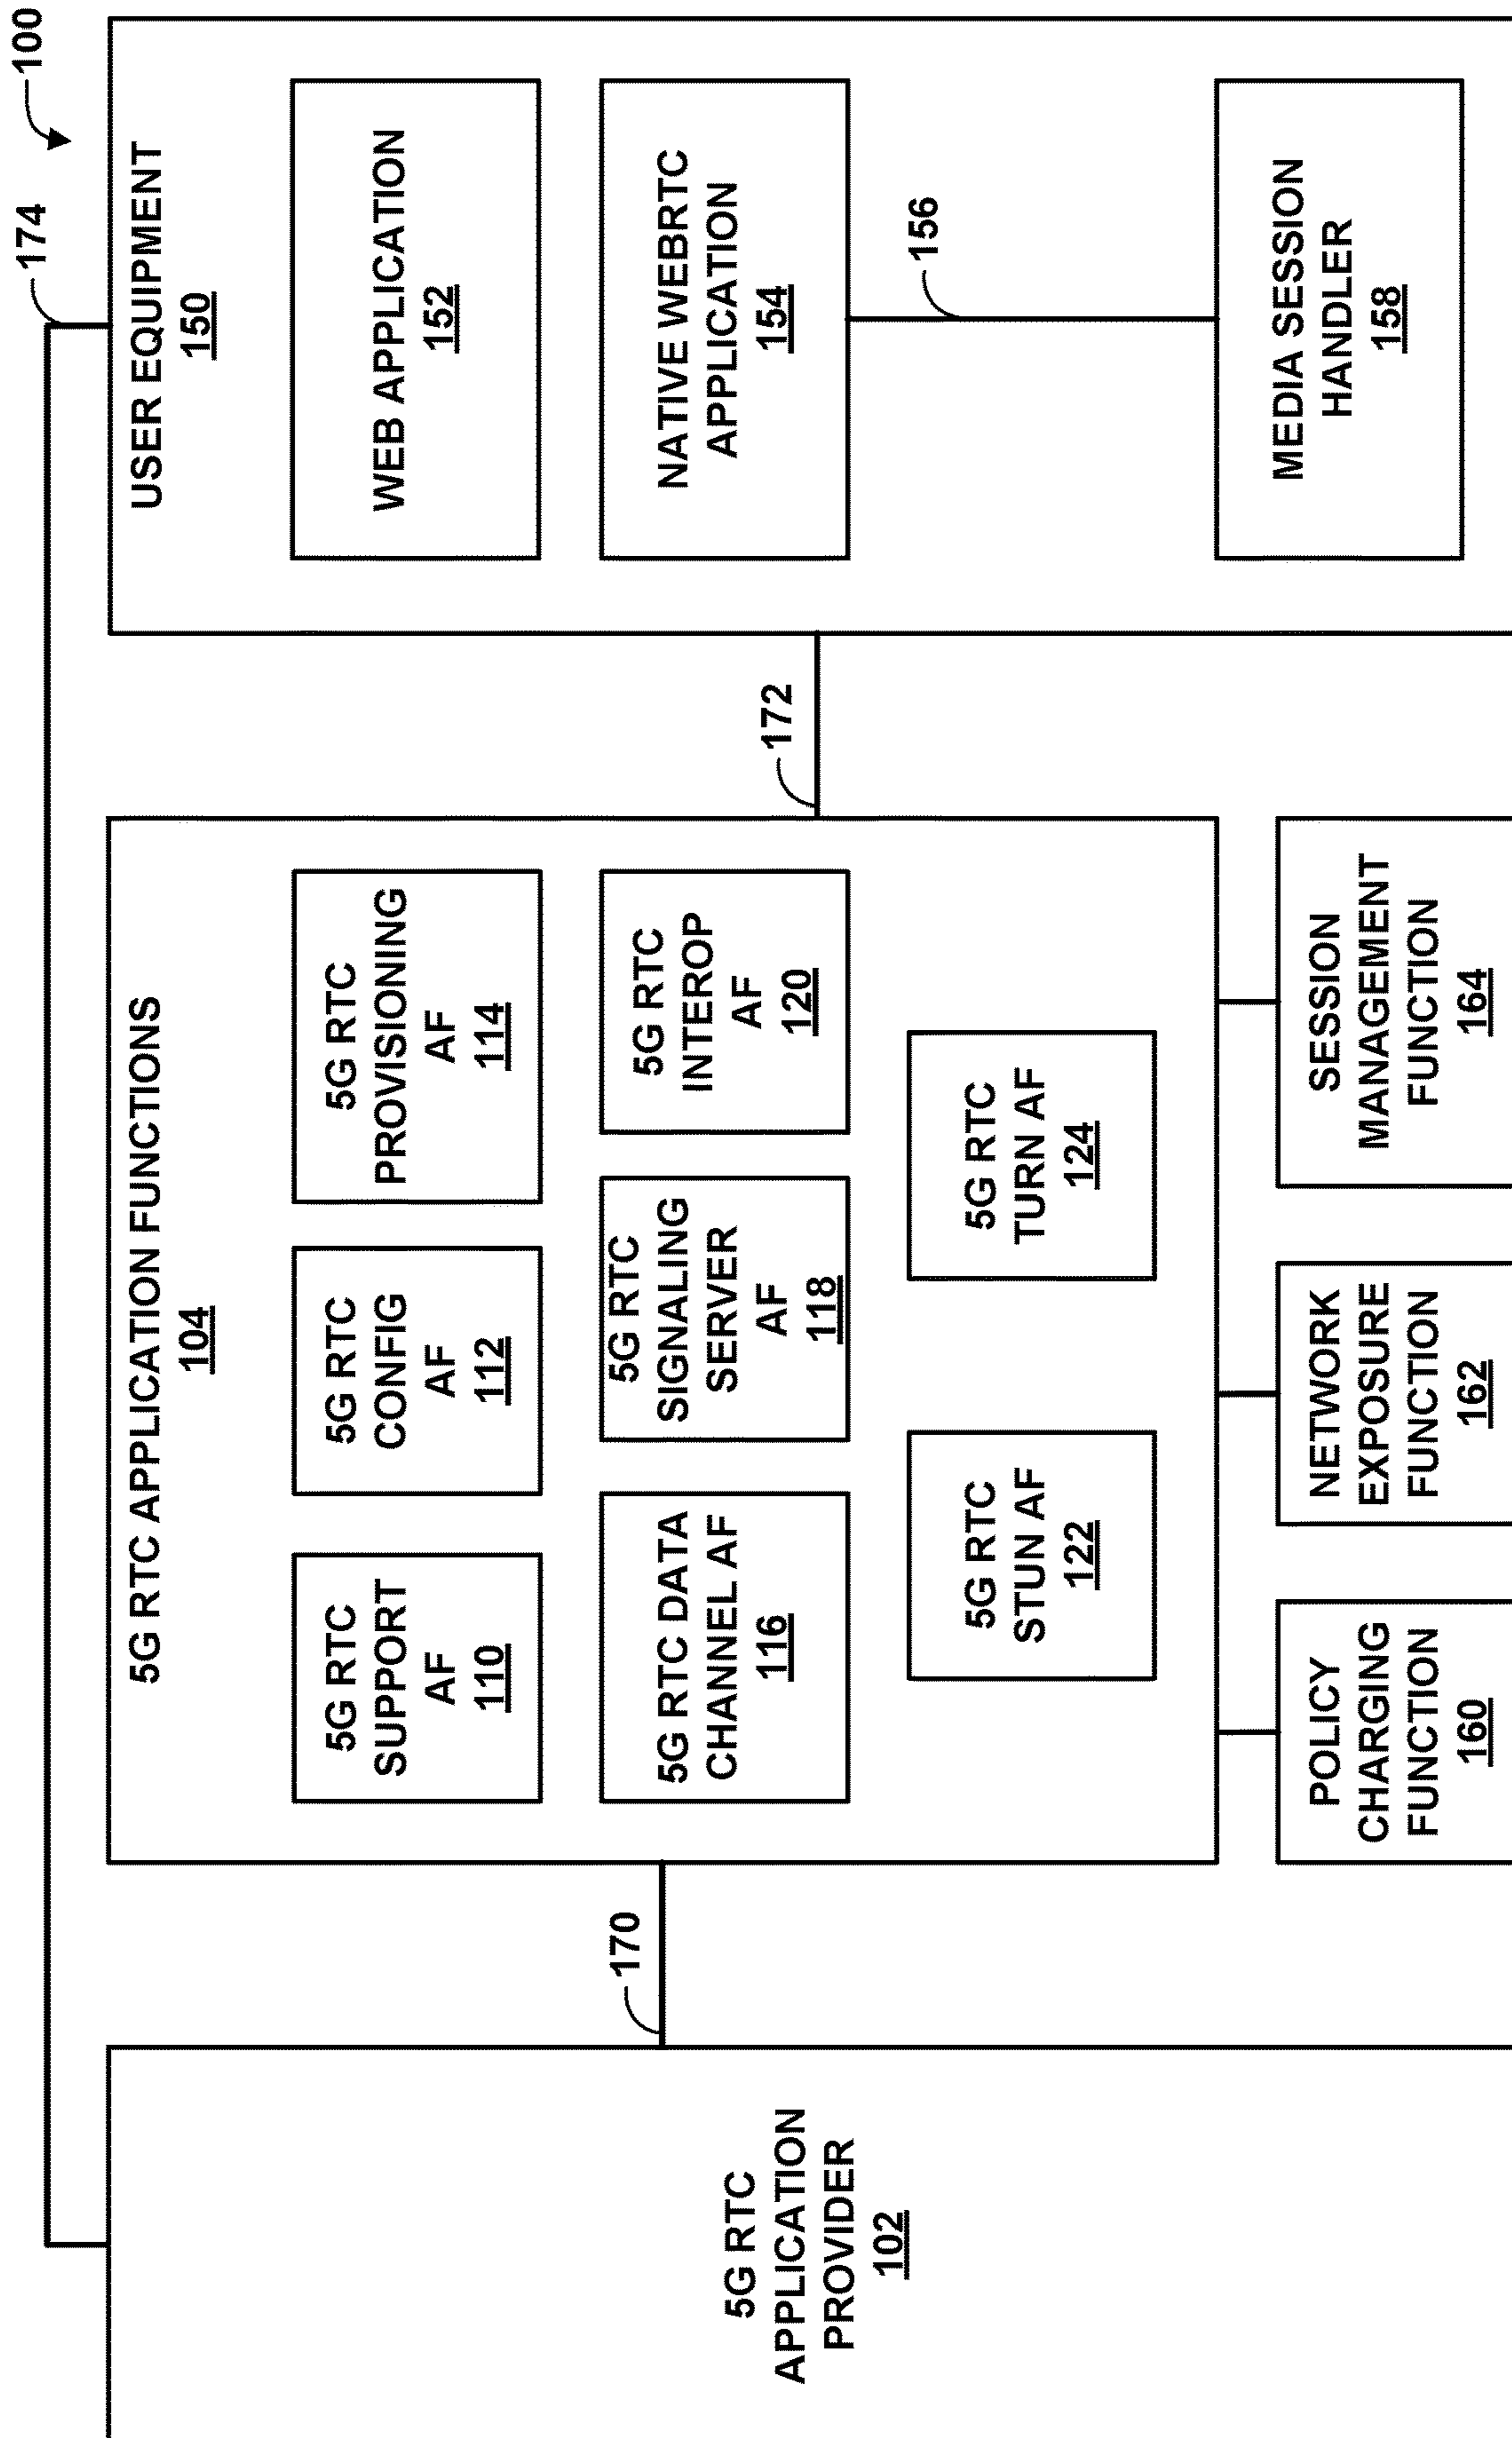 100
174
5G RTC
APPLICATION
PROVIDER
102
170
5G RTC APPLICATION FUNCTIONS
104
5G RTC
SUPPORT
AF
110
5G RTC
CONFIG
AF
112
5G RTC
PROVISIONING
AF
114
5G RTC DATA
CHANNEL AF
116
5G RTC
SIGNALING
SERVER
AF
118
5G RTC
INTEROP
AF
120
5G RTC
STUN AF
122
5G RTC
TURN AF
124
POLICY
CHARGING
FUNCTION
160
NETWORK
EXPOSURE
FUNCTION
162
SESSION
MANAGEMENT
FUNCTION
164
172
USER EQUIPMENT
150
WEB APPLICATION
152
NATIVE WEBRTC
APPLICATION
154
156
MEDIA SESSION
HANDLER
158